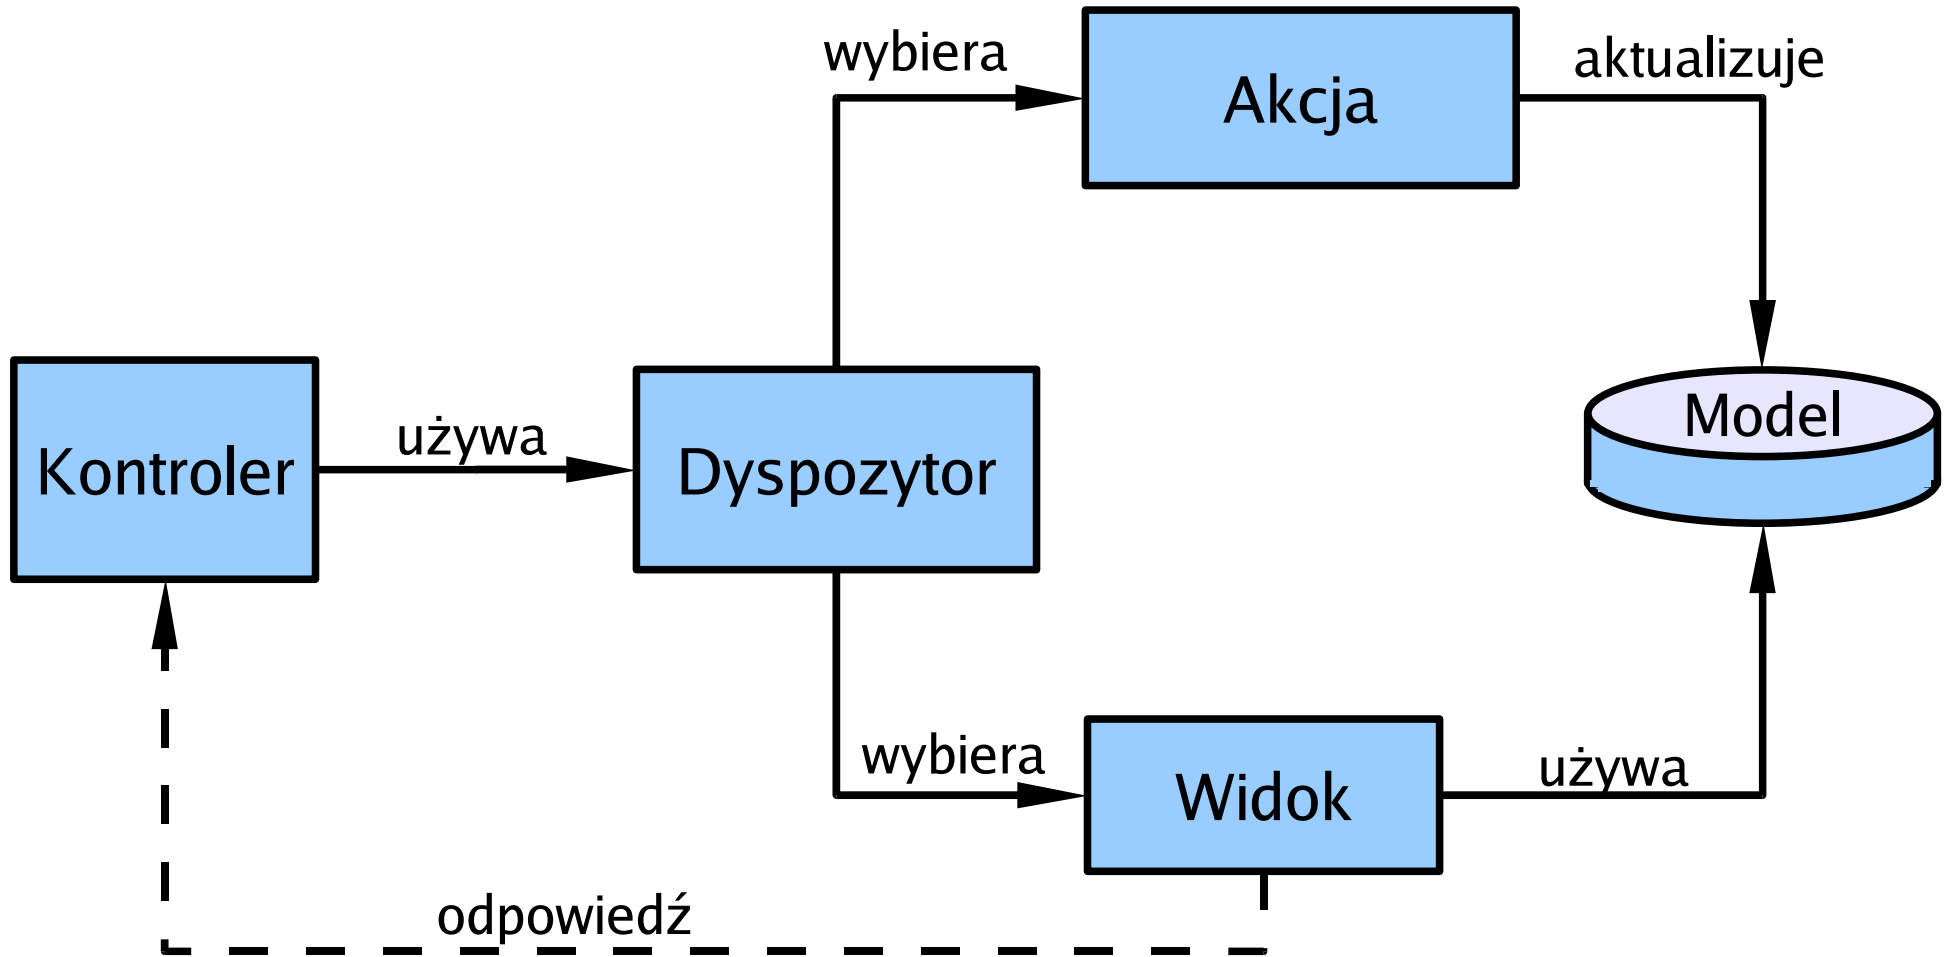 wybiera
aktualizuje
Akcja
Model
używa
Kontroler
Dyspozytor
wybiera
używa
Widok
odpowiedź